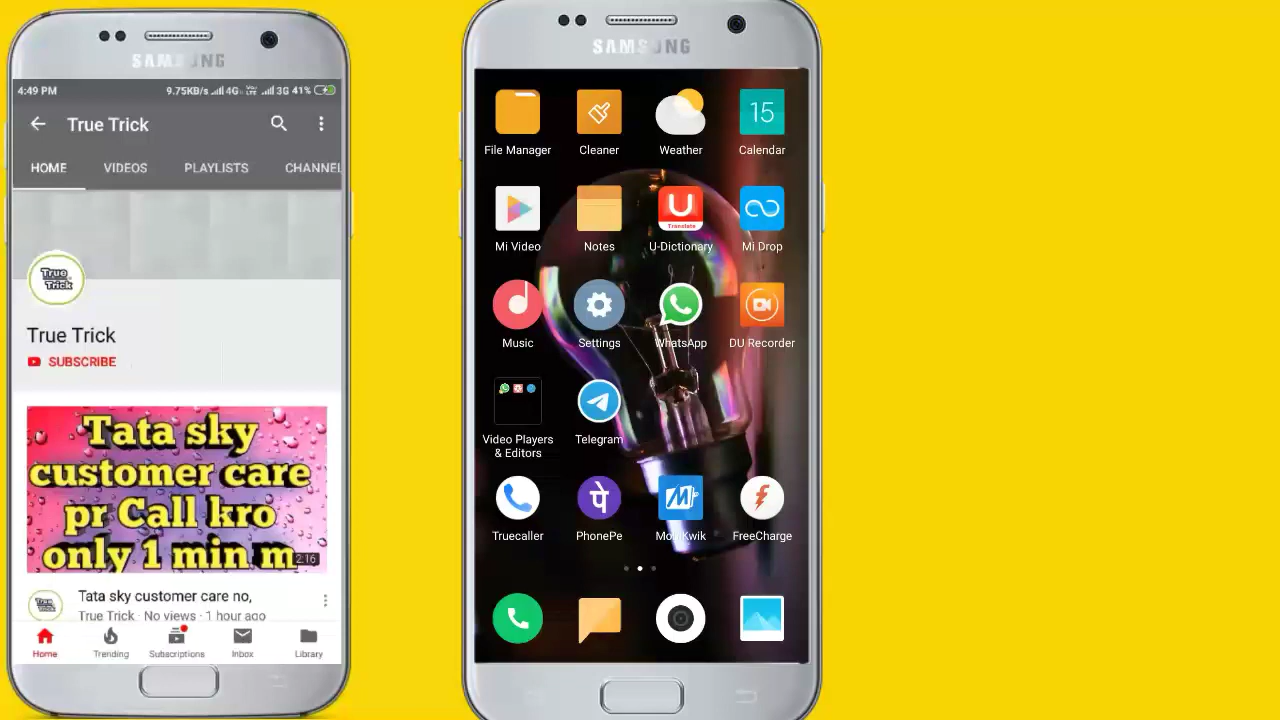 SAMSUNG
4:49 PM 9.75KB/s 4G VoLTE 3G 41%
True Trick
HOME VIDEOS PLAYLISTS CHANNEL
True Trick
True Trick
SUBSCRIBE
Tata sky
customer care
pr Call kro
only 1 min m
2:16
Tata sky customer care no,
True Trick · No views · 1 hour ago
Home Trending Subscriptions Inbox Library
SAMSUNG
15
File Manager Cleaner Weather Calendar
U
Translate
Mi Video Notes U-Dictionary Mi Drop
Music Settings WhatsApp DU Recorder
Video Players
& Editors
Telegram
पे
Truecaller PhonePe MobiKwik FreeCharge